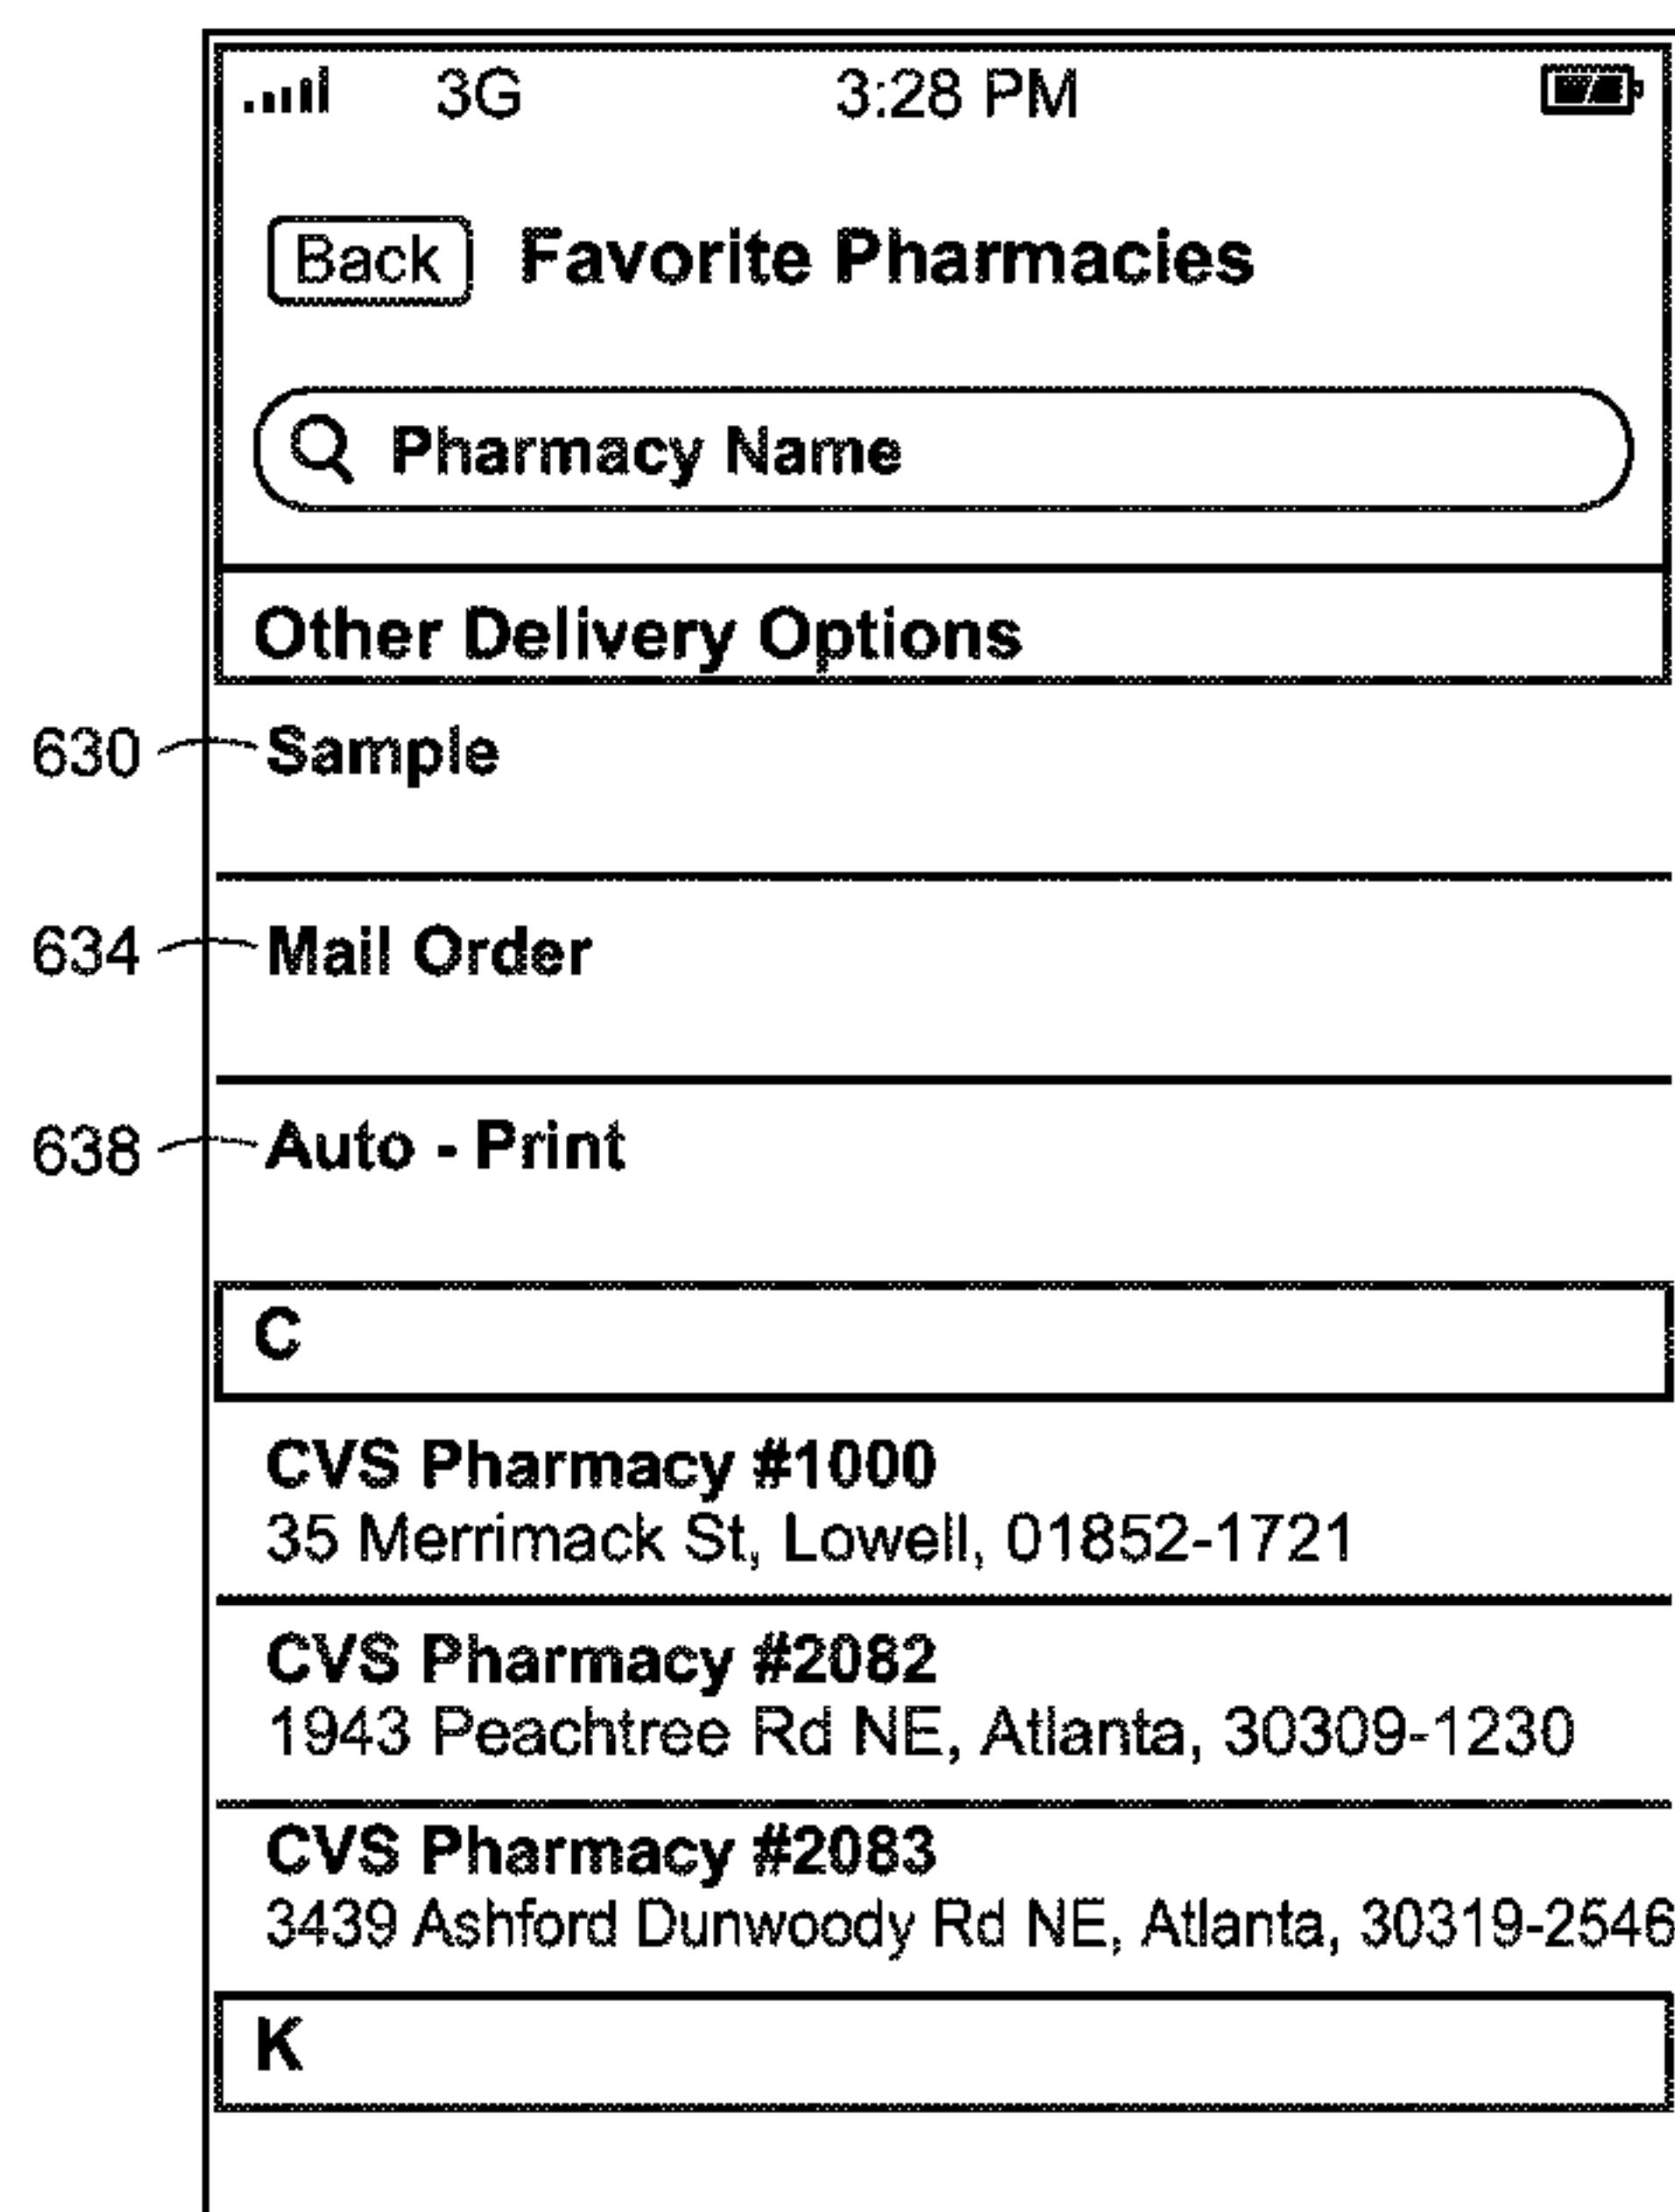 3G 3:28 PM
Back Favorite Pharmacies
Pharmacy Name
Other Delivery Options
630 Sample
634 Mail Order
638 Auto - Print
C
CVS Pharmacy #1000
35 Merrimack St, Lowell, 01852-1721
CVS Pharmacy #2082
1943 Peachtree Rd NE, Atlanta, 30309-1230
CVS Pharmacy #2083
3439 Ashford Dunwoody Rd NE, Atlanta, 30319-2546
K